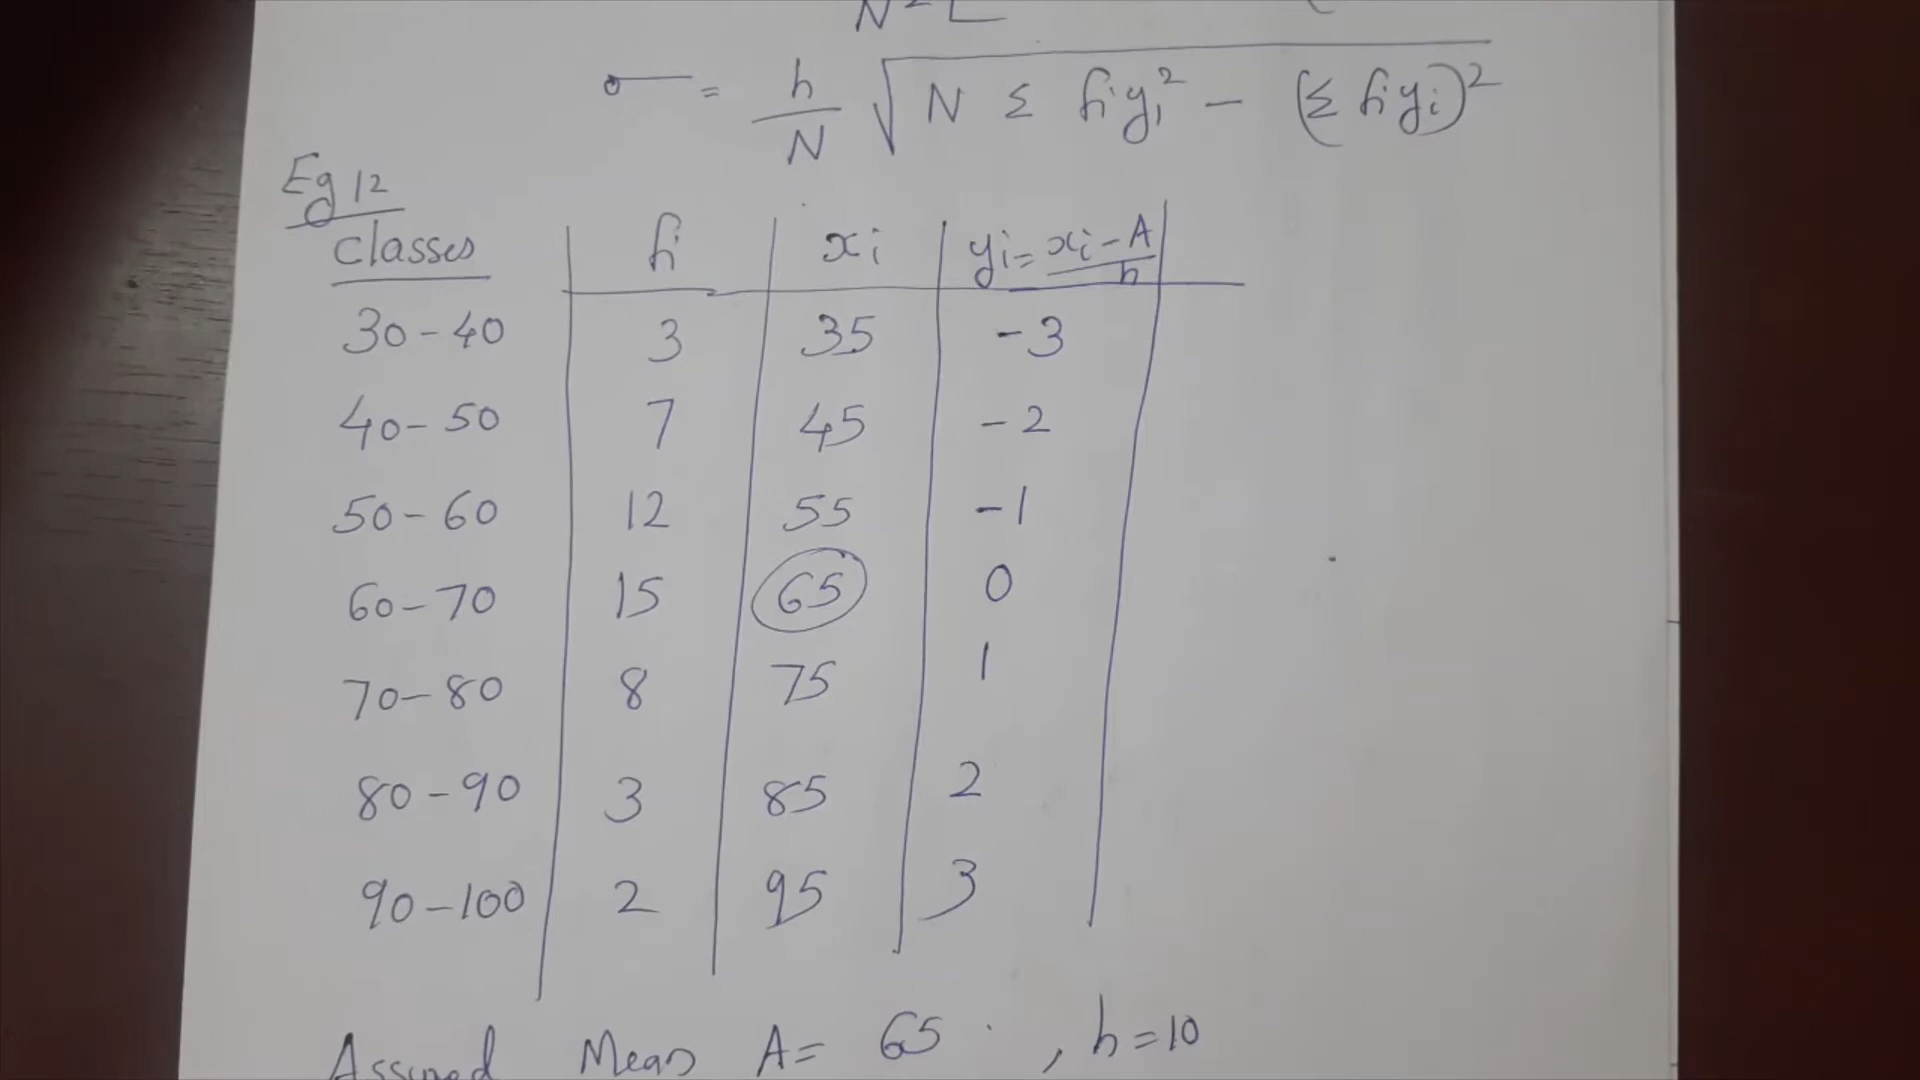 N²
σ = h/N √N Σ fiyi² - (Σ fiyi)²
Eg 12
Classes fi xi yi = xi - A / h
30-40 3 35 -3
40-50 7 45 -2
50-60 12 55 -1
60-70 15 65 0
70-80 8 75 1
80-90 3 85 2
90-100 2 95 3
Assumed Mean A = 65 , h = 10